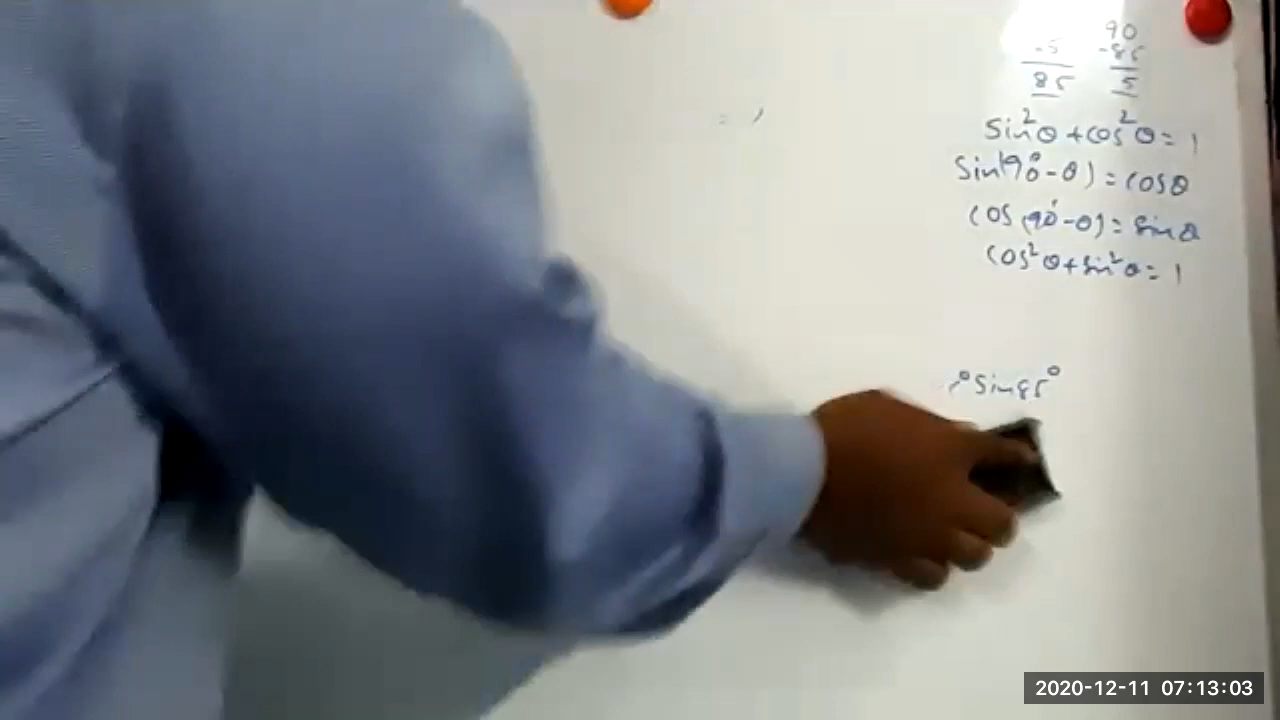 90
-5 -85
85 5
= 1
sin²θ + cos²θ = 1
sin(90° - θ) = cosθ
cos(90° - θ) = sinθ
cos²θ + sin²θ = 1
° sin85°
2020-12-11 07:13:03